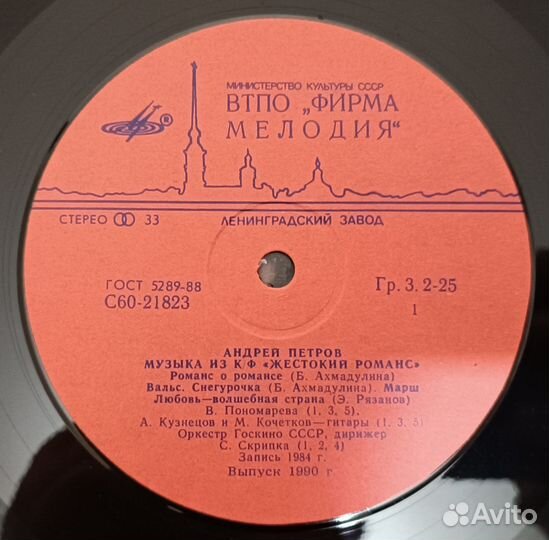 МИНИСТЕРСТВО КУЛЬТУРЫ СССР
ВТПО „ФИРМА
МЕЛОДИЯ“
®
СТЕРЕО 33 ЛЕНИНГРАДСКИЙ ЗАВОД
ГОСТ 5289-88 Гр. 3. 2-25
С60-21823 1
АНДРЕЙ ПЕТРОВ
МУЗЫКА ИЗ К/Ф «ЖЕСТОКИЙ РОМАНС»
Романс о романсе (Б. Ахмадулина)
Вальс. Снегурочка (Б. Ахмадулина). Марш
Любовь—волшебная страна (Э. Рязанов)
В. Пономарева (1, 3, 5),
А. Кузнецов и М. Кочетков—гитары (1, 3, 5)
Оркестр Госкино СССР, дирижер
С. Скрипка (1, 2, 4)
Запись 1984 г.
Выпуск 1990 г.
Avito